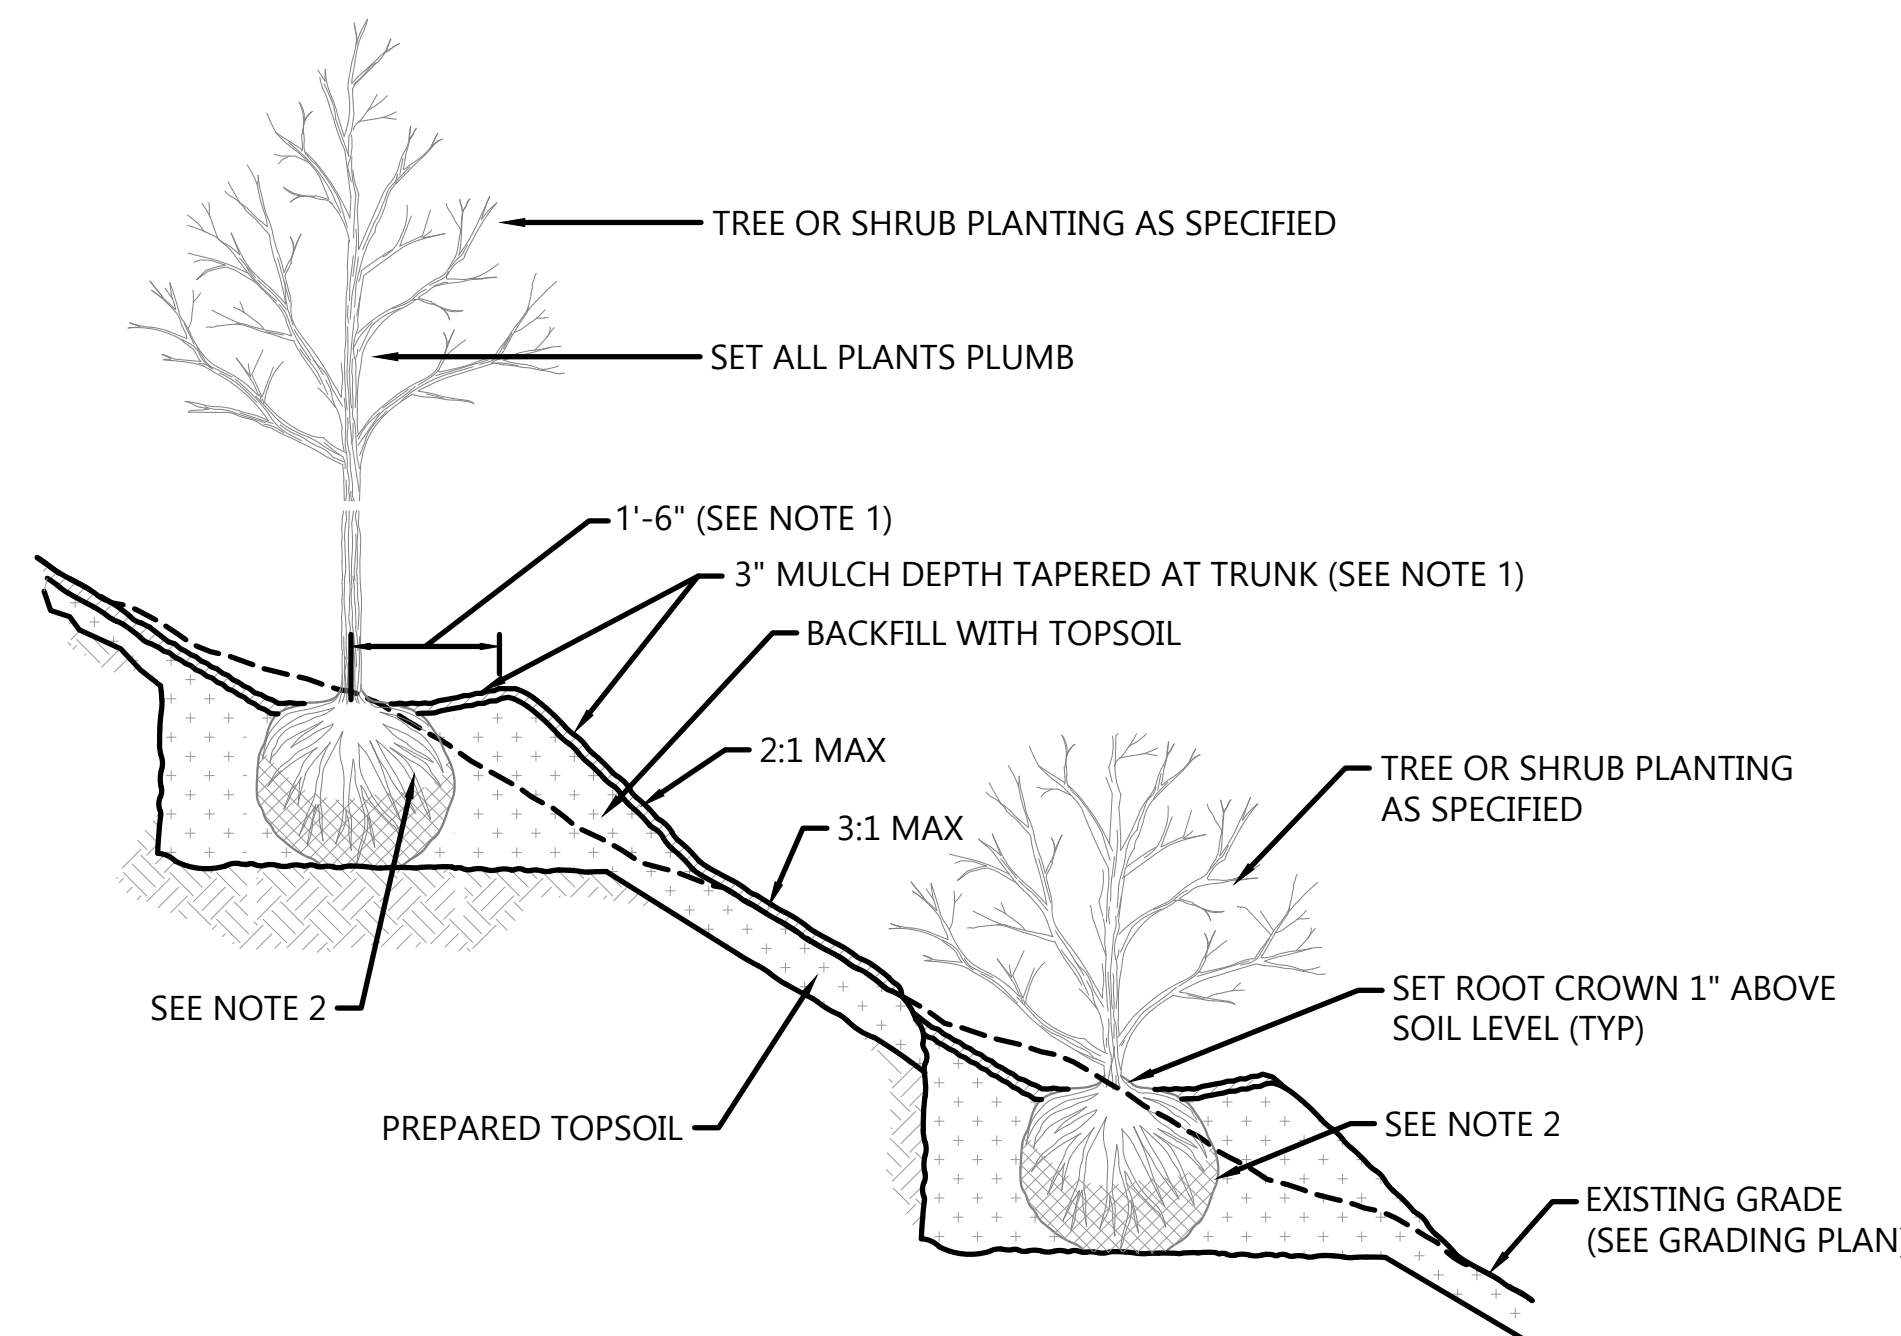 TREE OR SHRUB PLANTING AS SPECIFIED
SET ALL PLANTS PLUMB
1'-6" (SEE NOTE 1)
3" MULCH DEPTH TAPERED AT TRUNK (SEE NOTE 1)
BACKFILL WITH TOPSOIL
2:1 MAX
3:1 MAX
TREE OR SHRUB PLANTING
AS SPECIFIED
SEE NOTE 2
SET ROOT CROWN 1" ABOVE
SOIL LEVEL (TYP)
PREPARED TOPSOIL
SEE NOTE 2
EXISTING GRADE
(SEE GRADING PLAN)